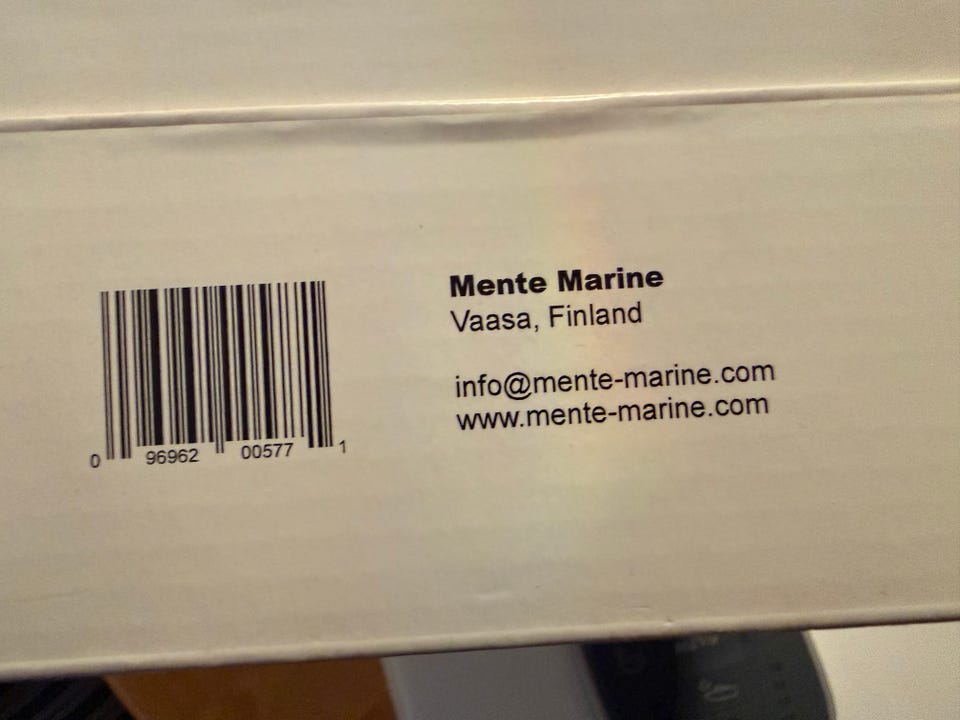 Mente Marine
Vaasa, Finland
info@mente-marine.com
www.mente-marine.com
0 96962 00577 1